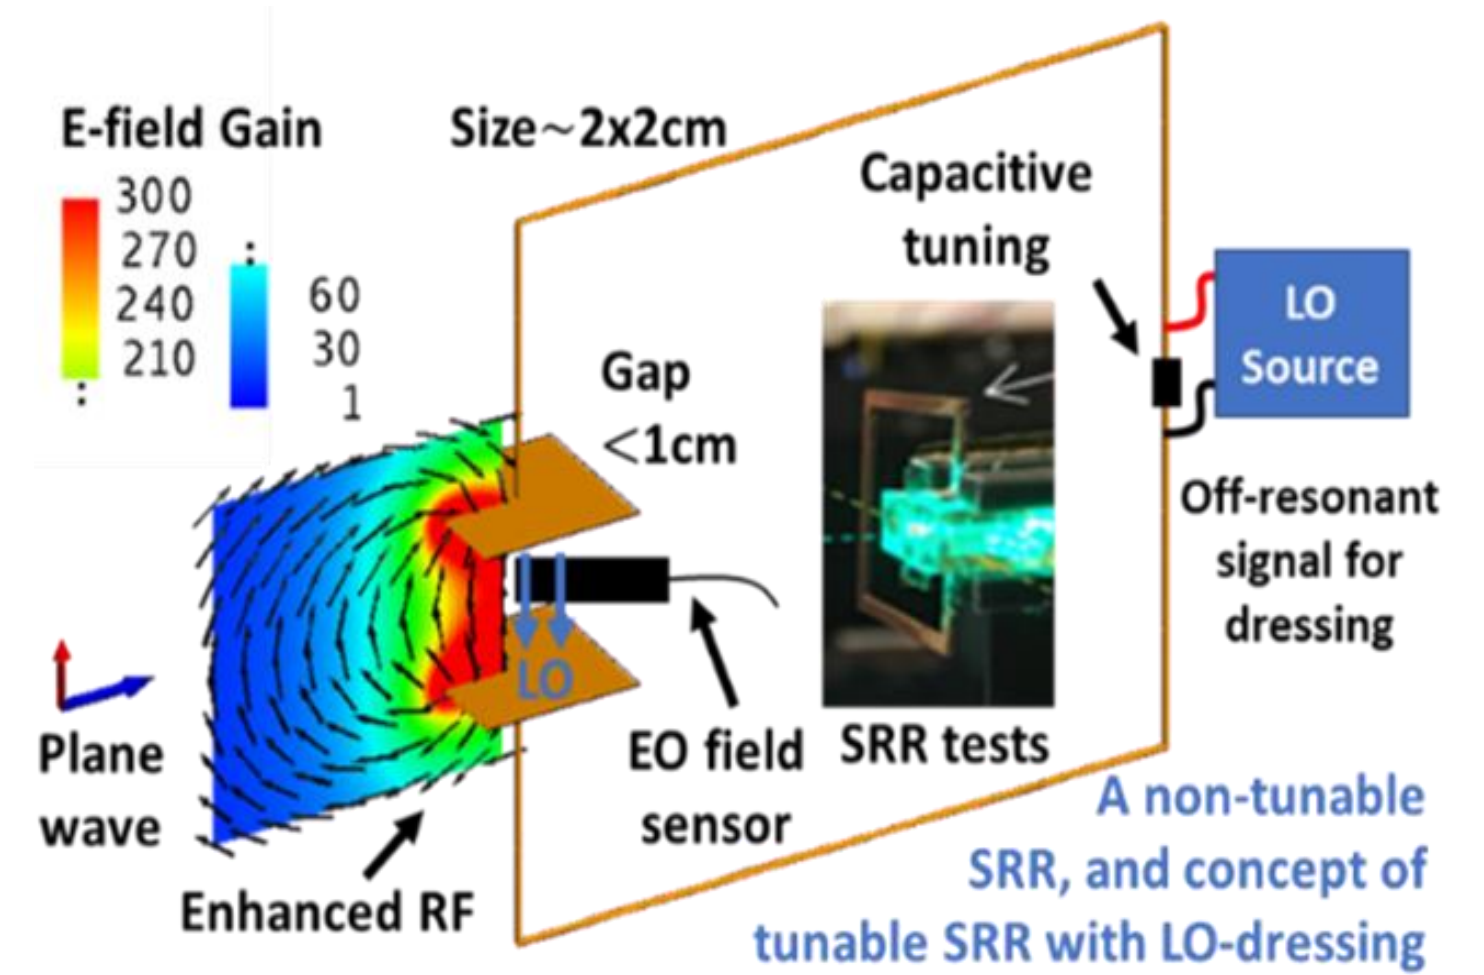 E-field Gain
300
270
240
210
:
:
60
30
1
Size~2x2cm
Capacitive
tuning
LO
Source
Gap
<1cm
Off-resonant
signal for
dressing
LO
Plane
wave
EO field
sensor
SRR tests
Enhanced RF
A non-tunable
SRR, and concept of
tunable SRR with LO-dressing